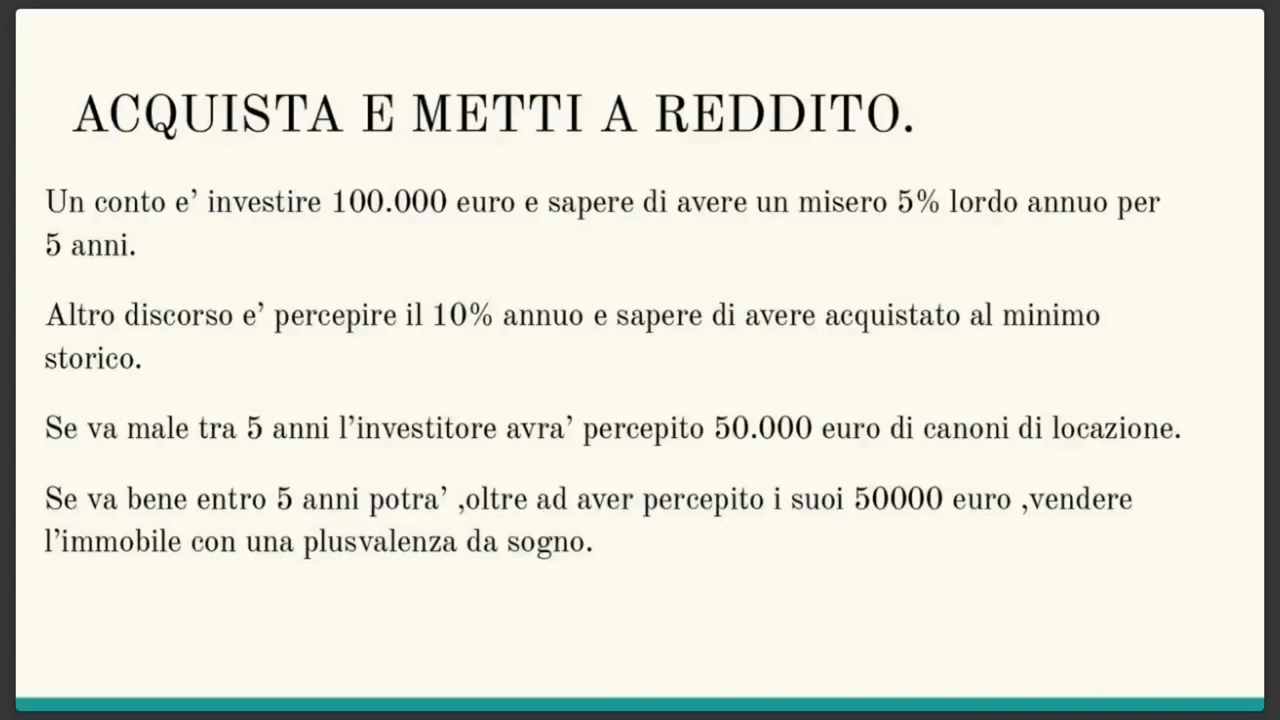 ACQUISTA E METTI A REDDITO.
Un conto e’ investire 100.000 euro e sapere di avere un misero 5% lordo annuo per
5 anni.
Altro discorso e’ percepire il 10% annuo e sapere di avere acquistato al minimo
storico.
Se va male tra 5 anni l’investitore avra’ percepito 50.000 euro di canoni di locazione.
Se va bene entro 5 anni potra’ ,oltre ad aver percepito i suoi 50000 euro ,vendere
l’immobile con una plusvalenza da sogno.